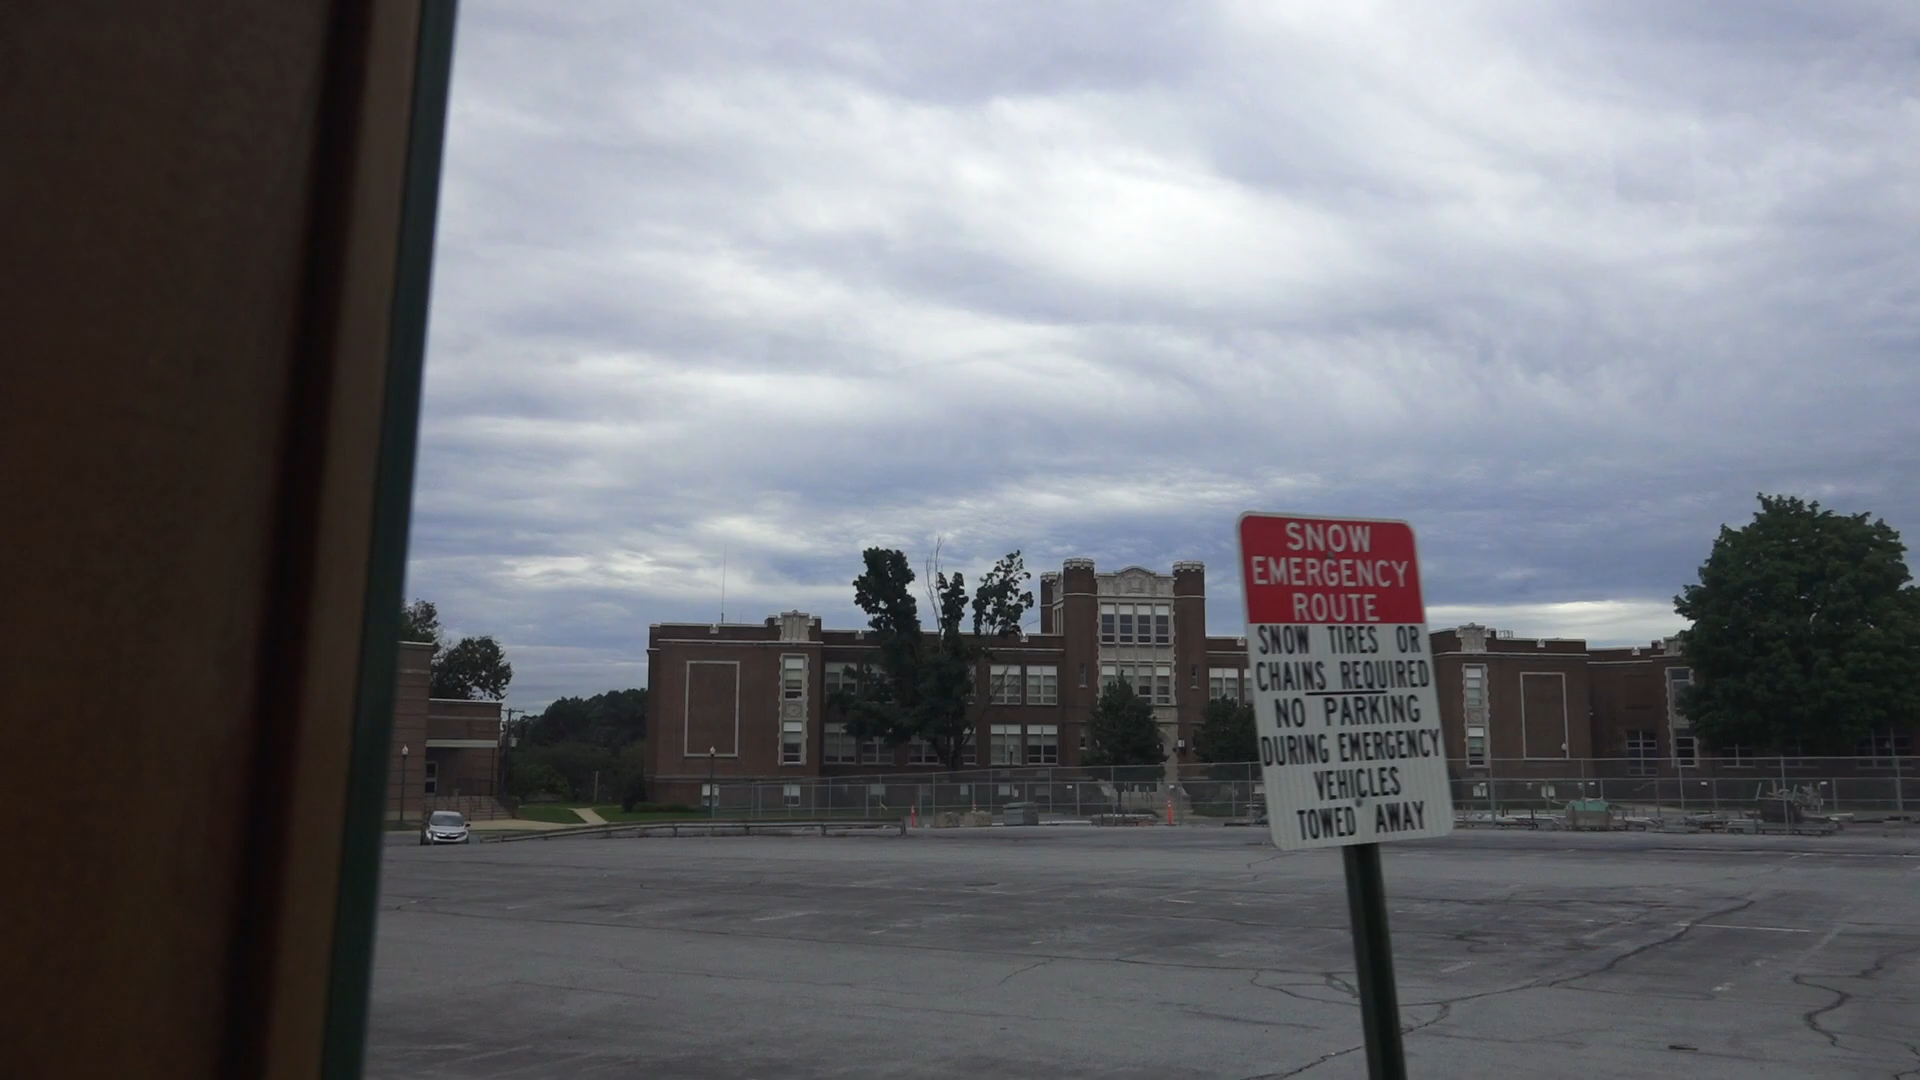 SNOW
EMERGENCY
ROUTE
SNOW TIRES OR
CHAINS REQUIRED
NO PARKING
DURING EMERGENCY
VEHICLES
TOWED AWAY